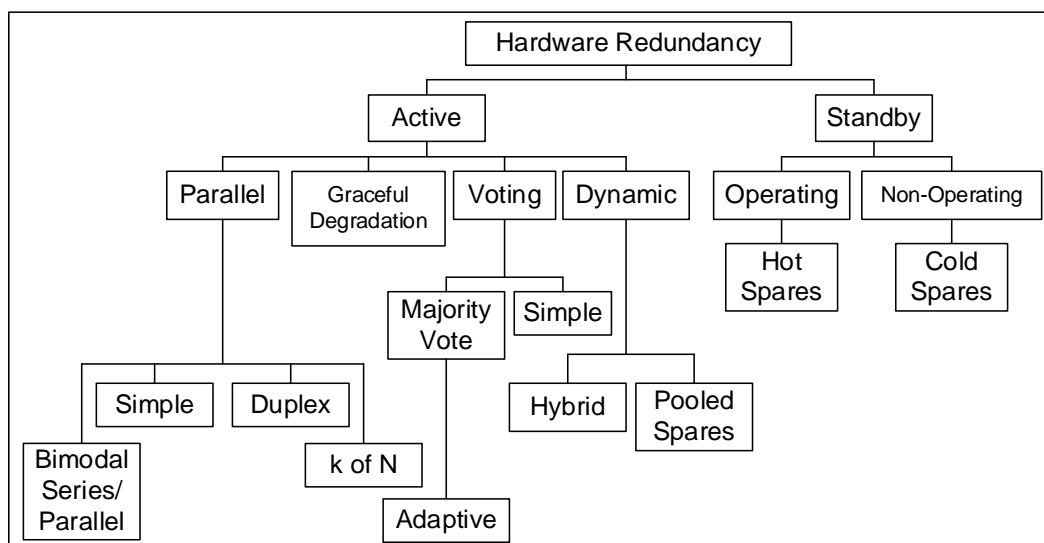 Hardware Redundancy
Active
Standby
Parallel
Graceful
Degradation
Voting
Dynamic
Operating
Non-Operating
Hot
Spares
Cold
Spares
Majority
Vote
Simple
Simple
Duplex
Hybrid
Pooled
Spares
Bimodal
Series/
Parallel
k of N
Adaptive